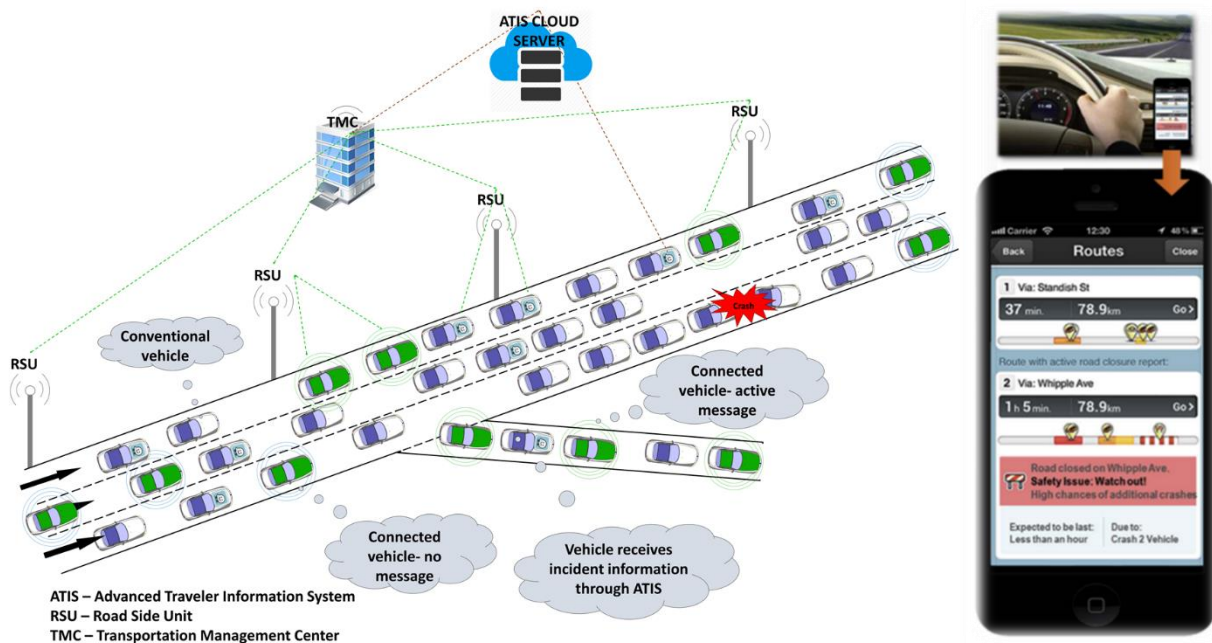 ATIS CLOUD
SERVER
TMC
RSU
RSU
RSU
RSU
Crash
Conventional
vehicle
Connected
vehicle- active
message
Connected
vehicle- no
message
Vehicle receives
incident information
through ATIS
ATIS – Advanced Traveler Information System
RSU – Road Side Unit
TMC – Transportation Management Center
Carrier 12:30 48%
Back Routes Close
1 Via: Standish St
37 min. 78.9km Go>
Route with active road closure report:
2 Via: Whipple Ave
1 h 5 min. 78.9km Go>
Road closed on Whipple Ave.
Safety Issue: Watch out!
High chances of additional crashes
Expected to be last: Due to:
Less than an hour Crash 2 Vehicle